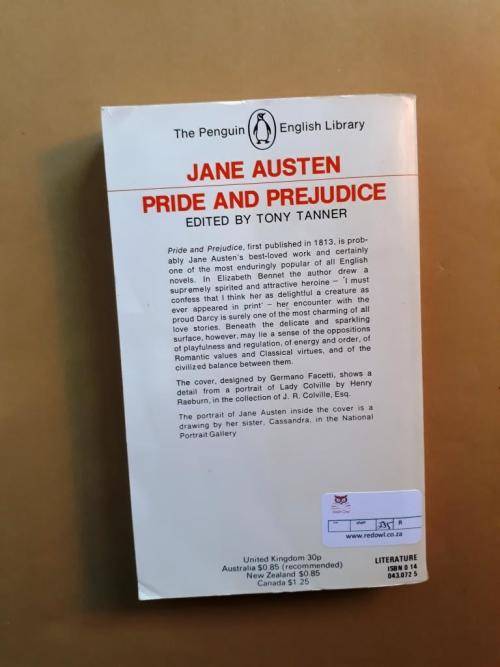 The Penguin English Library
JANE AUSTEN
PRIDE AND PREJUDICE
EDITED BY TONY TANNER
Pride and Prejudice, first published in 1813, is prob-
ably Jane Austen's best-loved work and certainly
one of the most enduringly popular of all English
novels. In Elizabeth Bennet the author drew a
supremely spirited and attractive heroine – 'I must
confess that I think her as delightful a creature as
ever appeared in print' – her encounter with the
proud Darcy is surely one of the most charming of all
love stories. Beneath the delicate and sparkling
surface, however, may lie a sense of the oppositions
of playfulness and regulation, of energy and order, of
Romantic values and Classical virtues, and of the
civilized balance between them.
The cover, designed by Germano Facetti, shows a
detail from a portrait of Lady Colville by Henry
Raeburn, in the collection of J. R. Colville, Esq.
The portrait of Jane Austen inside the cover is a
drawing by her sister, Cassandra, in the National
Portrait Gallery
R
www.redowl.co.za
United Kingdom 30p
Australia $0.85 (recommended)
New Zealand $0.85
Canada $1.25
LITERATURE
ISBN 0 14
043.072 5